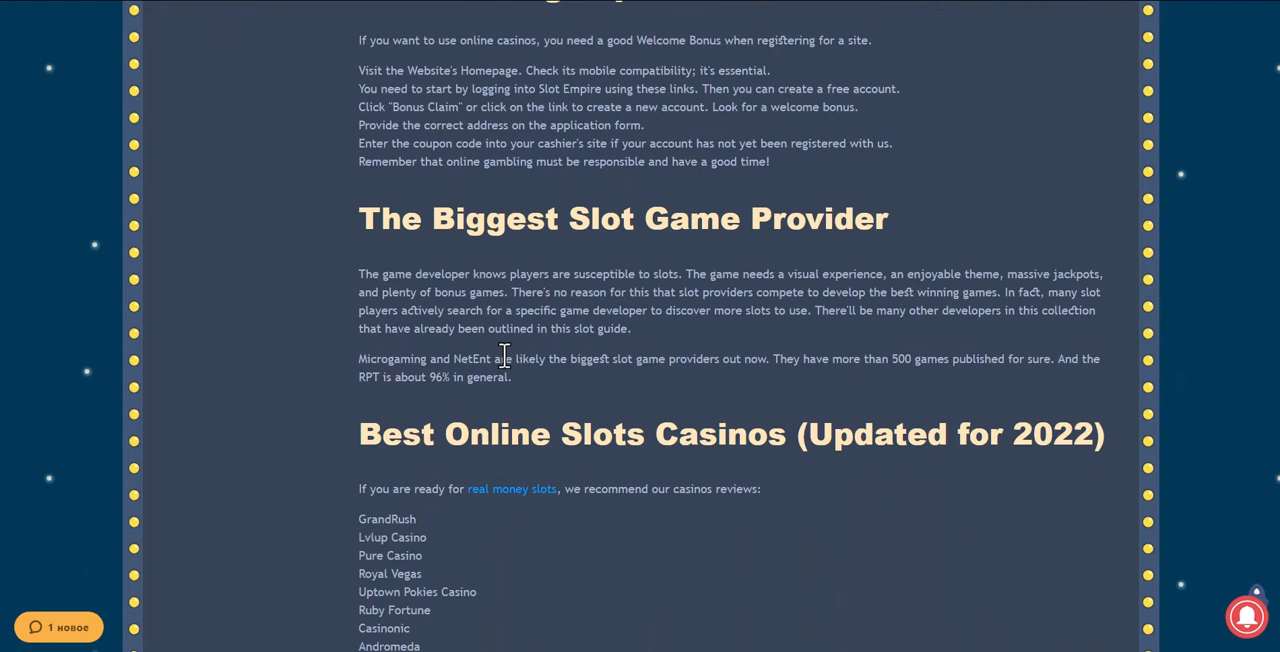 If you want to use online casinos, you need a good Welcome Bonus when registering for a site.
Visit the Website's Homepage. Check its mobile compatibility; it's essential.
You need to start by logging into Slot Empire using these links. Then you can create a free account.
Click "Bonus Claim" or click on the link to create a new account. Look for a welcome bonus.
Provide the correct address on the application form.
Enter the coupon code into your cashier's site if your account has not yet been registered with us.
Remember that online gambling must be responsible and have a good time!
The Biggest Slot Game Provider
The game developer knows players are susceptible to slots. The game needs a visual experience, an enjoyable theme, massive jackpots,
and plenty of bonus games. There's no reason for this that slot providers compete to develop the best winning games. In fact, many slot
players actively search for a specific game developer to discover more slots to use. There'll be many other developers in this collection
that have already been outlined in this slot guide.
Microgaming and NetEnt are likely the biggest slot game providers out now. They have more than 500 games published for sure. And the
RPT is about 96% in general.
Best Online Slots Casinos (Updated for 2022)
If you are ready for real money slots, we recommend our casinos reviews:
GrandRush
Lvlup Casino
Pure Casino
Royal Vegas
Uptown Pokies Casino
Ruby Fortune
Casinonic
Andromeda
1 новое